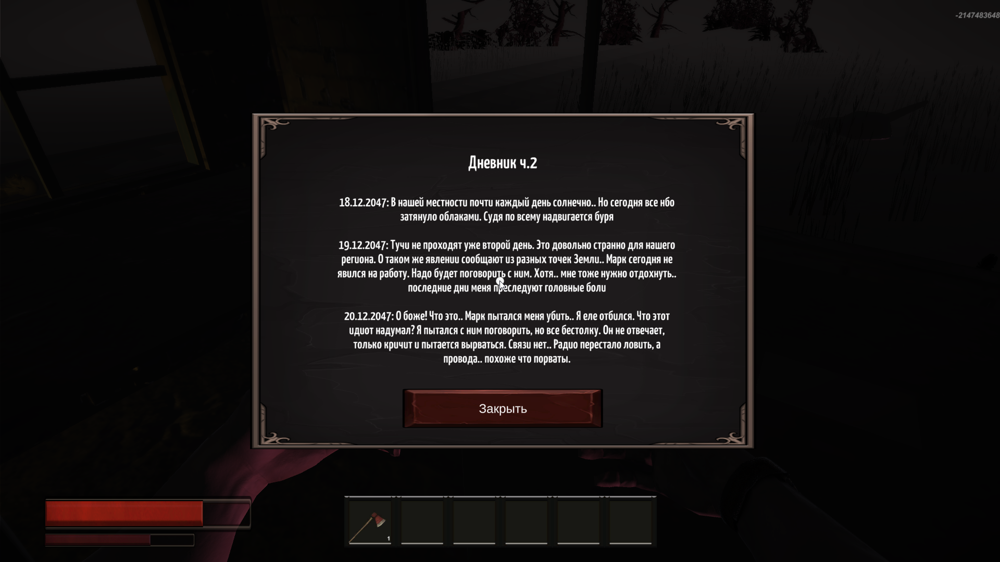 -2147483648
Дневник ч.2
18.12.2047: В нашей местности почти каждый день солнечно.. Но сегодня все нбо
затянуло облаками. Судя по всему надвигается буря
19.12.2047: Тучи не проходят уже второй день. Это довольно странно для нашего
региона. О таком же явлении сообщают из разных точек Земли.. Марк сегодня не
явился на работу. Надо будет поговорить с ним. Хотя.. мне тоже нужно отдохнуть..
последние дни меня преследуют головные боли
20.12.2047: О боже! Что это.. Марк пытался меня убить.. Я еле отбился. Что этот
идиот надумал? Я пытался с ним поговорить, но все бестолку. Он не отвечает,
только кричит и пытается вырваться. Связи нет.. Радио перестало ловить, а
провода.. похоже что порваты.
Закрыть
1